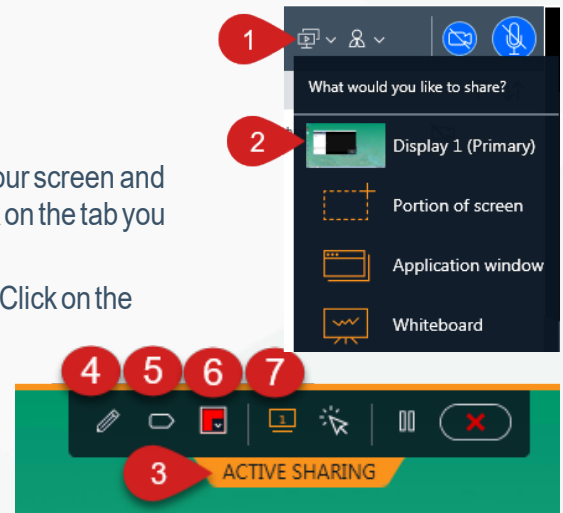 1
What would you like to share?
2
Display 1 (Primary)
our screen and
on the tab you
Portion of screen
Application window
Click on the
Whiteboard
4 5 6 7
1
3
ACTIVE SHARING